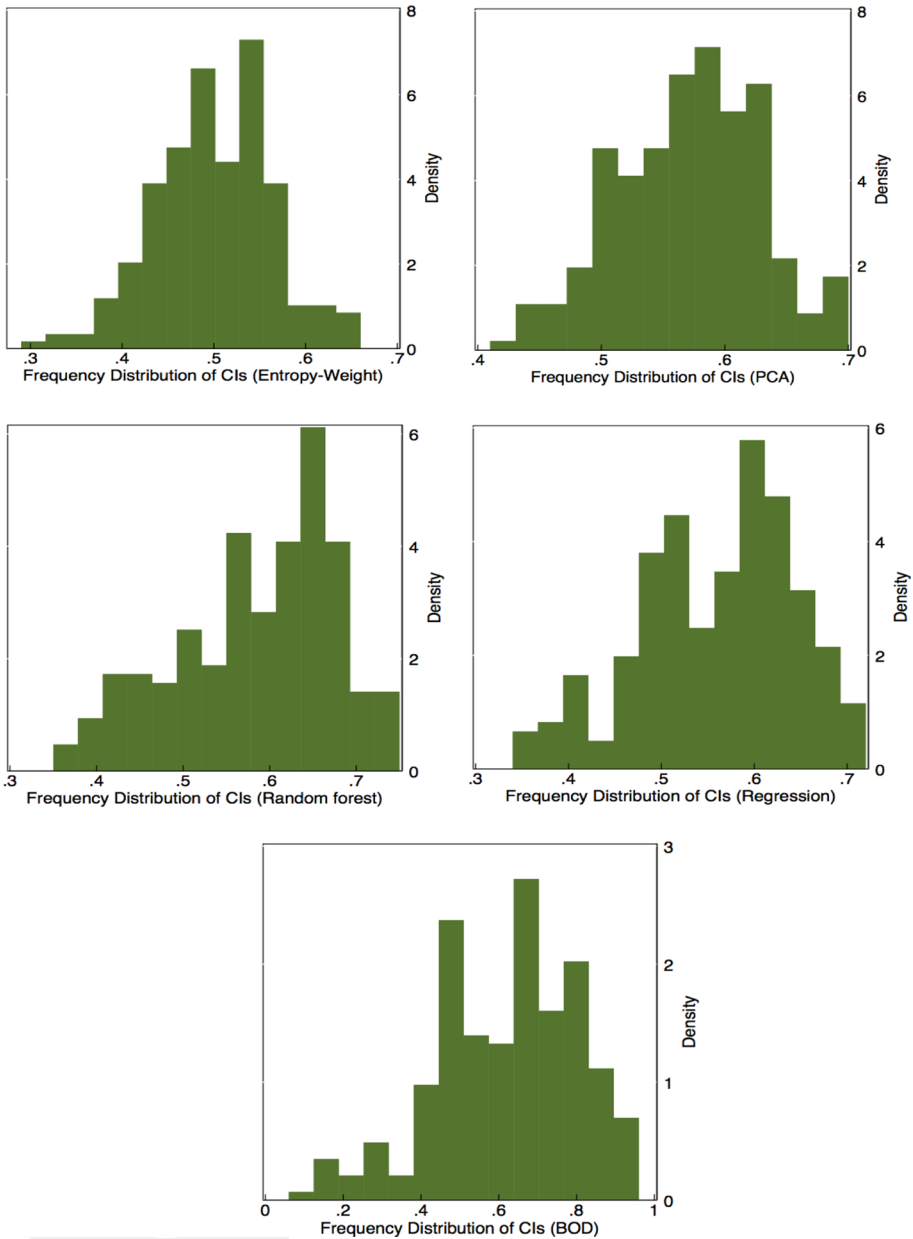 8
6
4
2
0
Density
.3 .4 .5 .6 .7
Frequency Distribution of CIs (Entropy-Weight)
8
6
4
2
0
Density
.4 .5 .6 .7
Frequency Distribution of CIs (PCA)
6
4
2
0
Density
.3 .4 .5 .6 .7
Frequency Distribution of CIs (Random forest)
6
4
2
0
Density
.3 .4 .5 .6 .7
Frequency Distribution of CIs (Regression)
3
2
1
0
Density
0 .2 .4 .6 .8 1
Frequency Distribution of CIs (BOD)